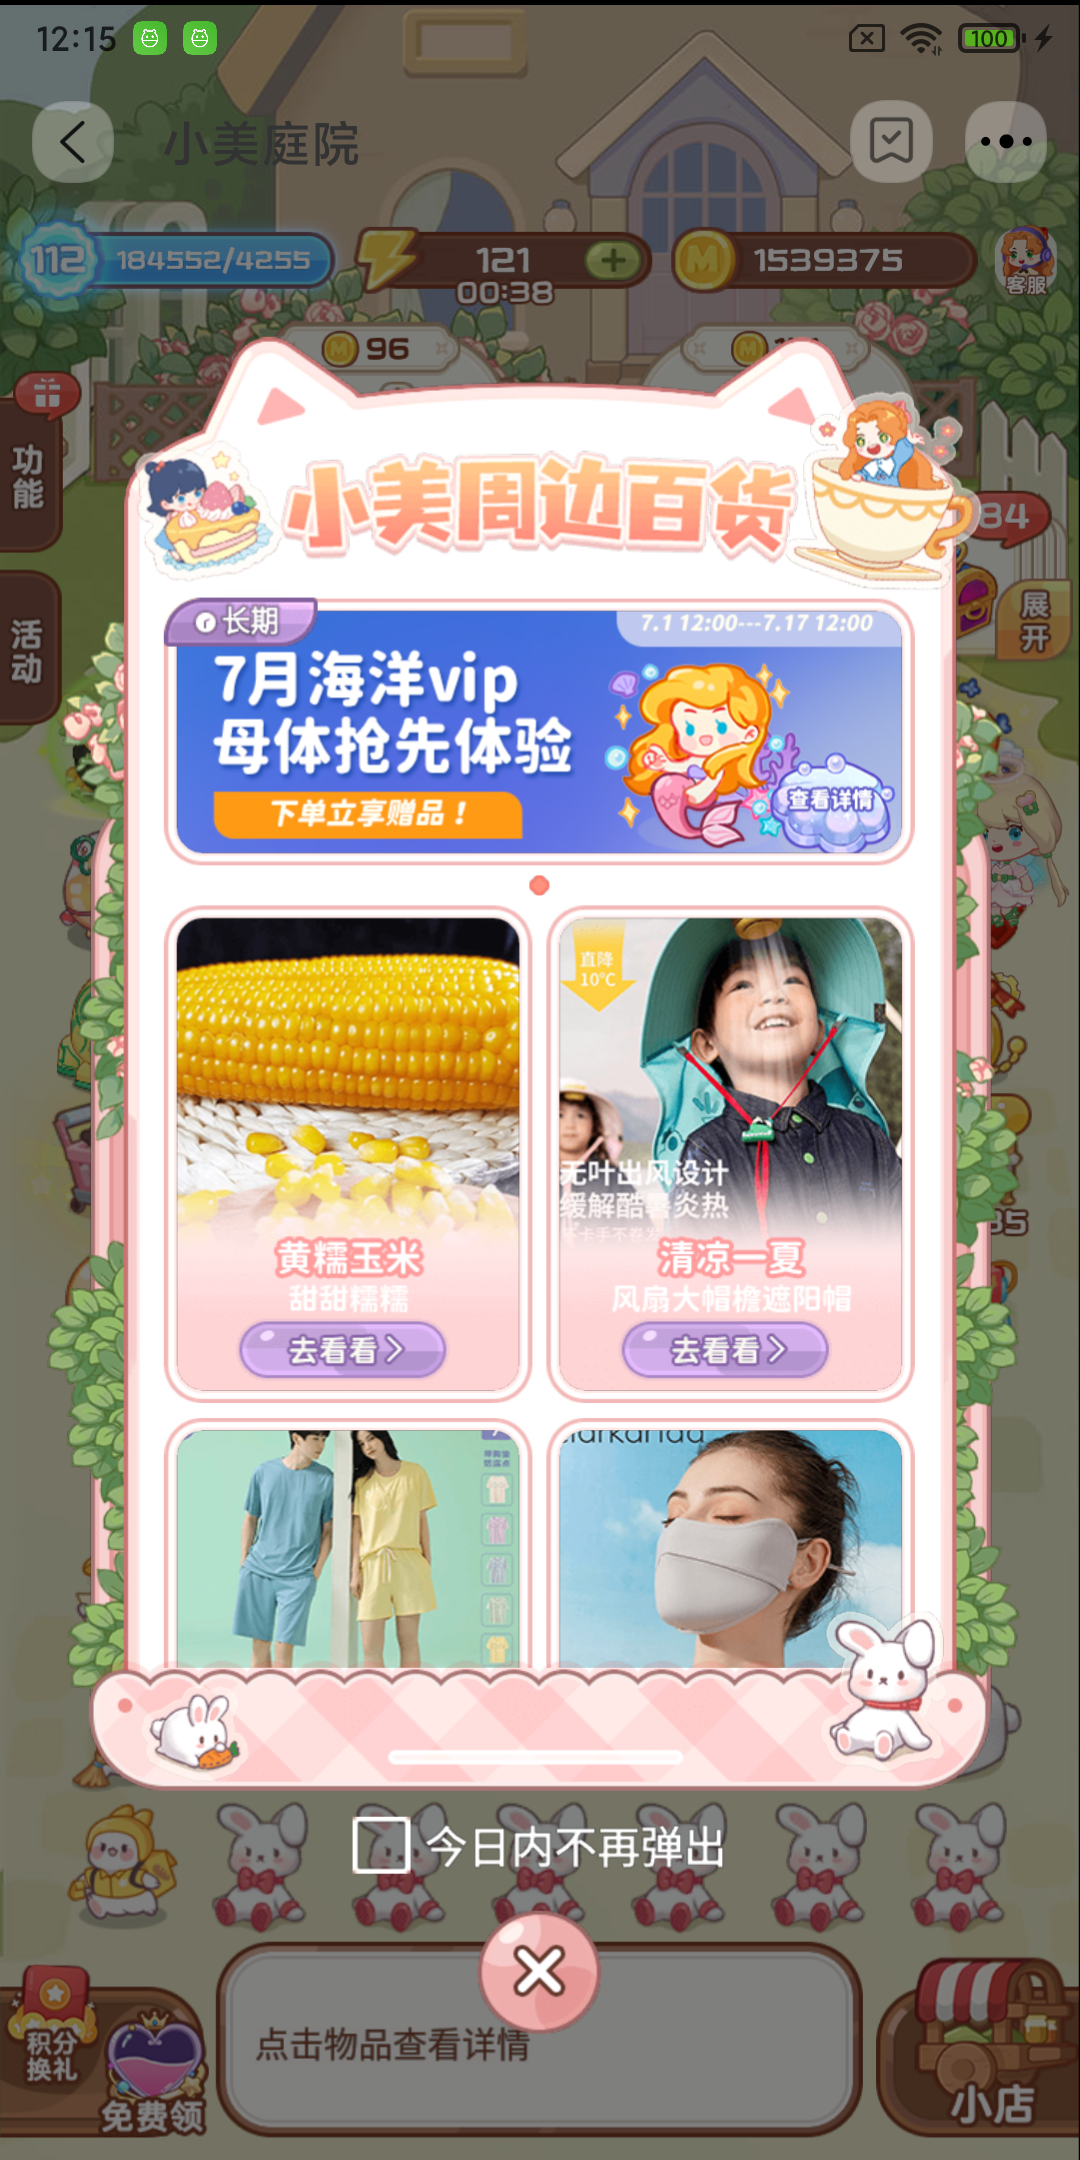 12:15
100
小美庭院
112
184552/4255
121
00:38
1539375
客服
96
功能
活动
84
展开
小美周边百货
长期
7.1 12:00---7.17 12:00
7月海洋vip
母体抢先体验
下单立享赠品！
查看详情
直降
10℃
无叶出风设计
缓解酷暑炎热
黄糯玉米
甜甜糯糯
去看看
清凉一夏
风扇大帽檐遮阳帽
去看看
今日内不再弹出
点击物品查看详情
积分
换礼
免费领
小店